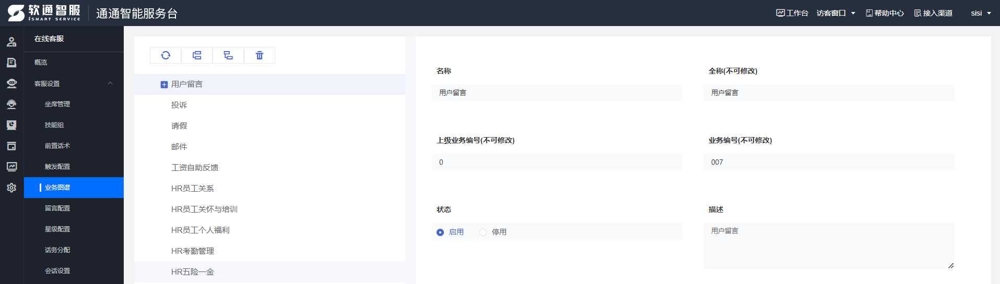 软通智服
iSMART SERVICE
通通智能服务台
工作台 访客窗口 帮助中心 接入渠道 sisi
在线客服
概览
客服设置
坐席管理
技能组
前置话术
触发配置
业务图谱
留言配置
星级配置
话务分配
会话设置
用户留言
投诉
请假
邮件
工资自助反馈
HR员工关系
HR员工关怀与培训
HR员工个人福利
HR考勤管理
HR五险一金
名称
用户留言
全称(不可修改)
用户留言
上级业务编号(不可修改)
0
业务编号(不可修改)
007
状态
启用 停用
描述
用户留言